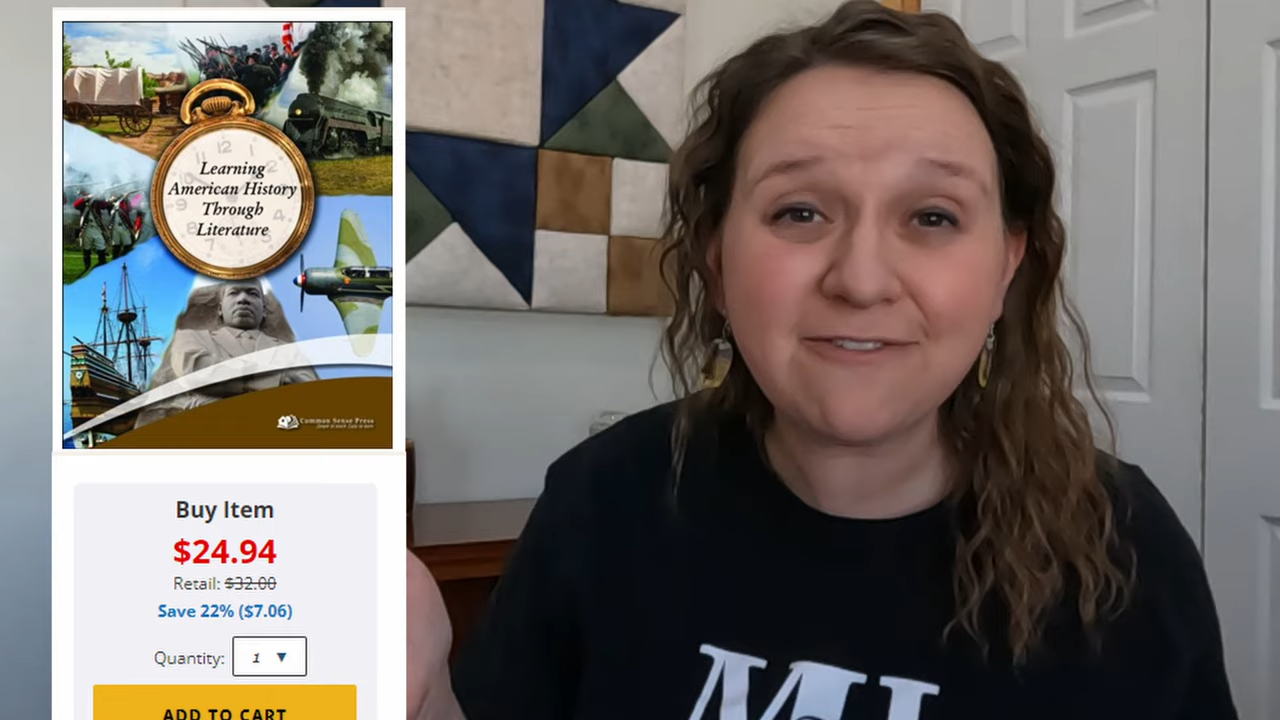 Learning
American History
Through
Literature
Common Sense Press
Buy Item
$24.94
Retail: $32.00
Save 22% ($7.06)
Quantity: 1
ADD TO CART